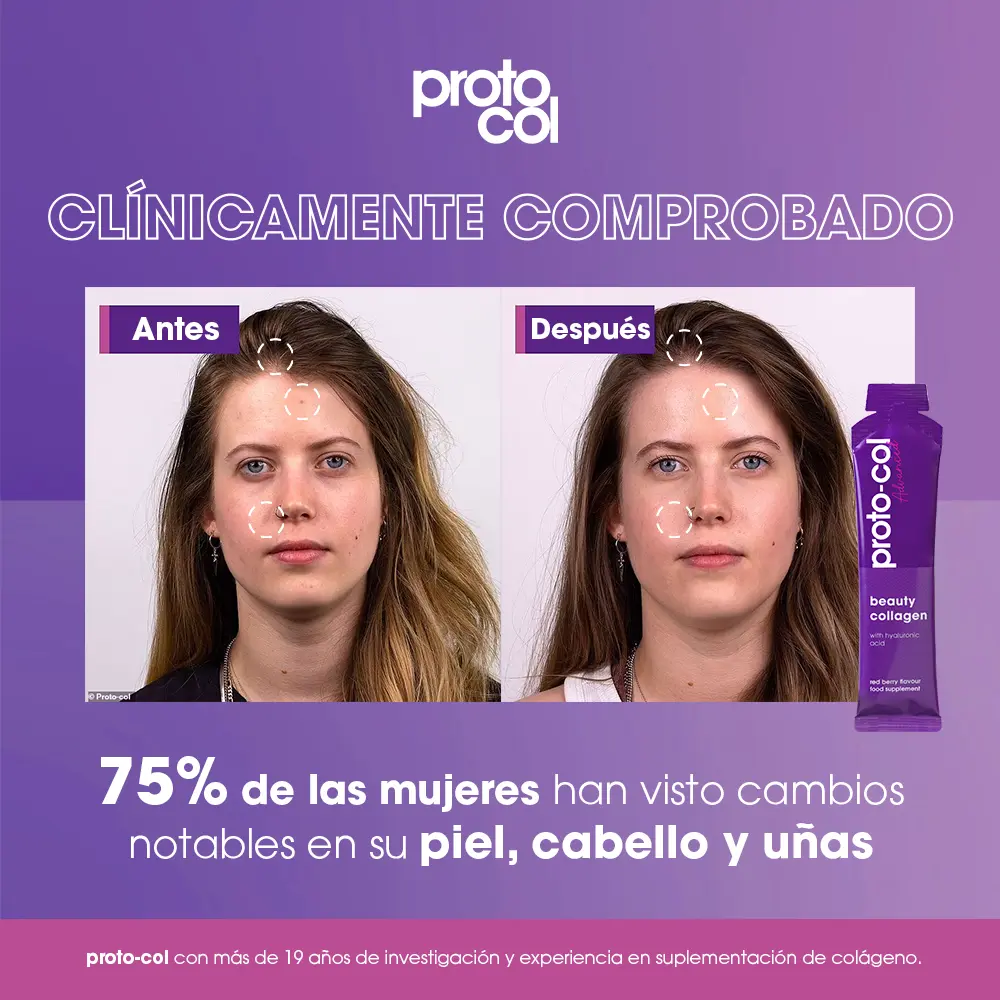 proto
col
CLÍNICAMENTE COMPROBADO
Antes
Después
proto-col
Advanced
beauty
collagen
with hyaluronic
acid
red berry flavour
food supplement
© Proto-col
75% de las mujeres han visto cambios
notables en su piel, cabello y uñas
proto-col con más de 19 años de investigación y experiencia en suplementación de colágeno.